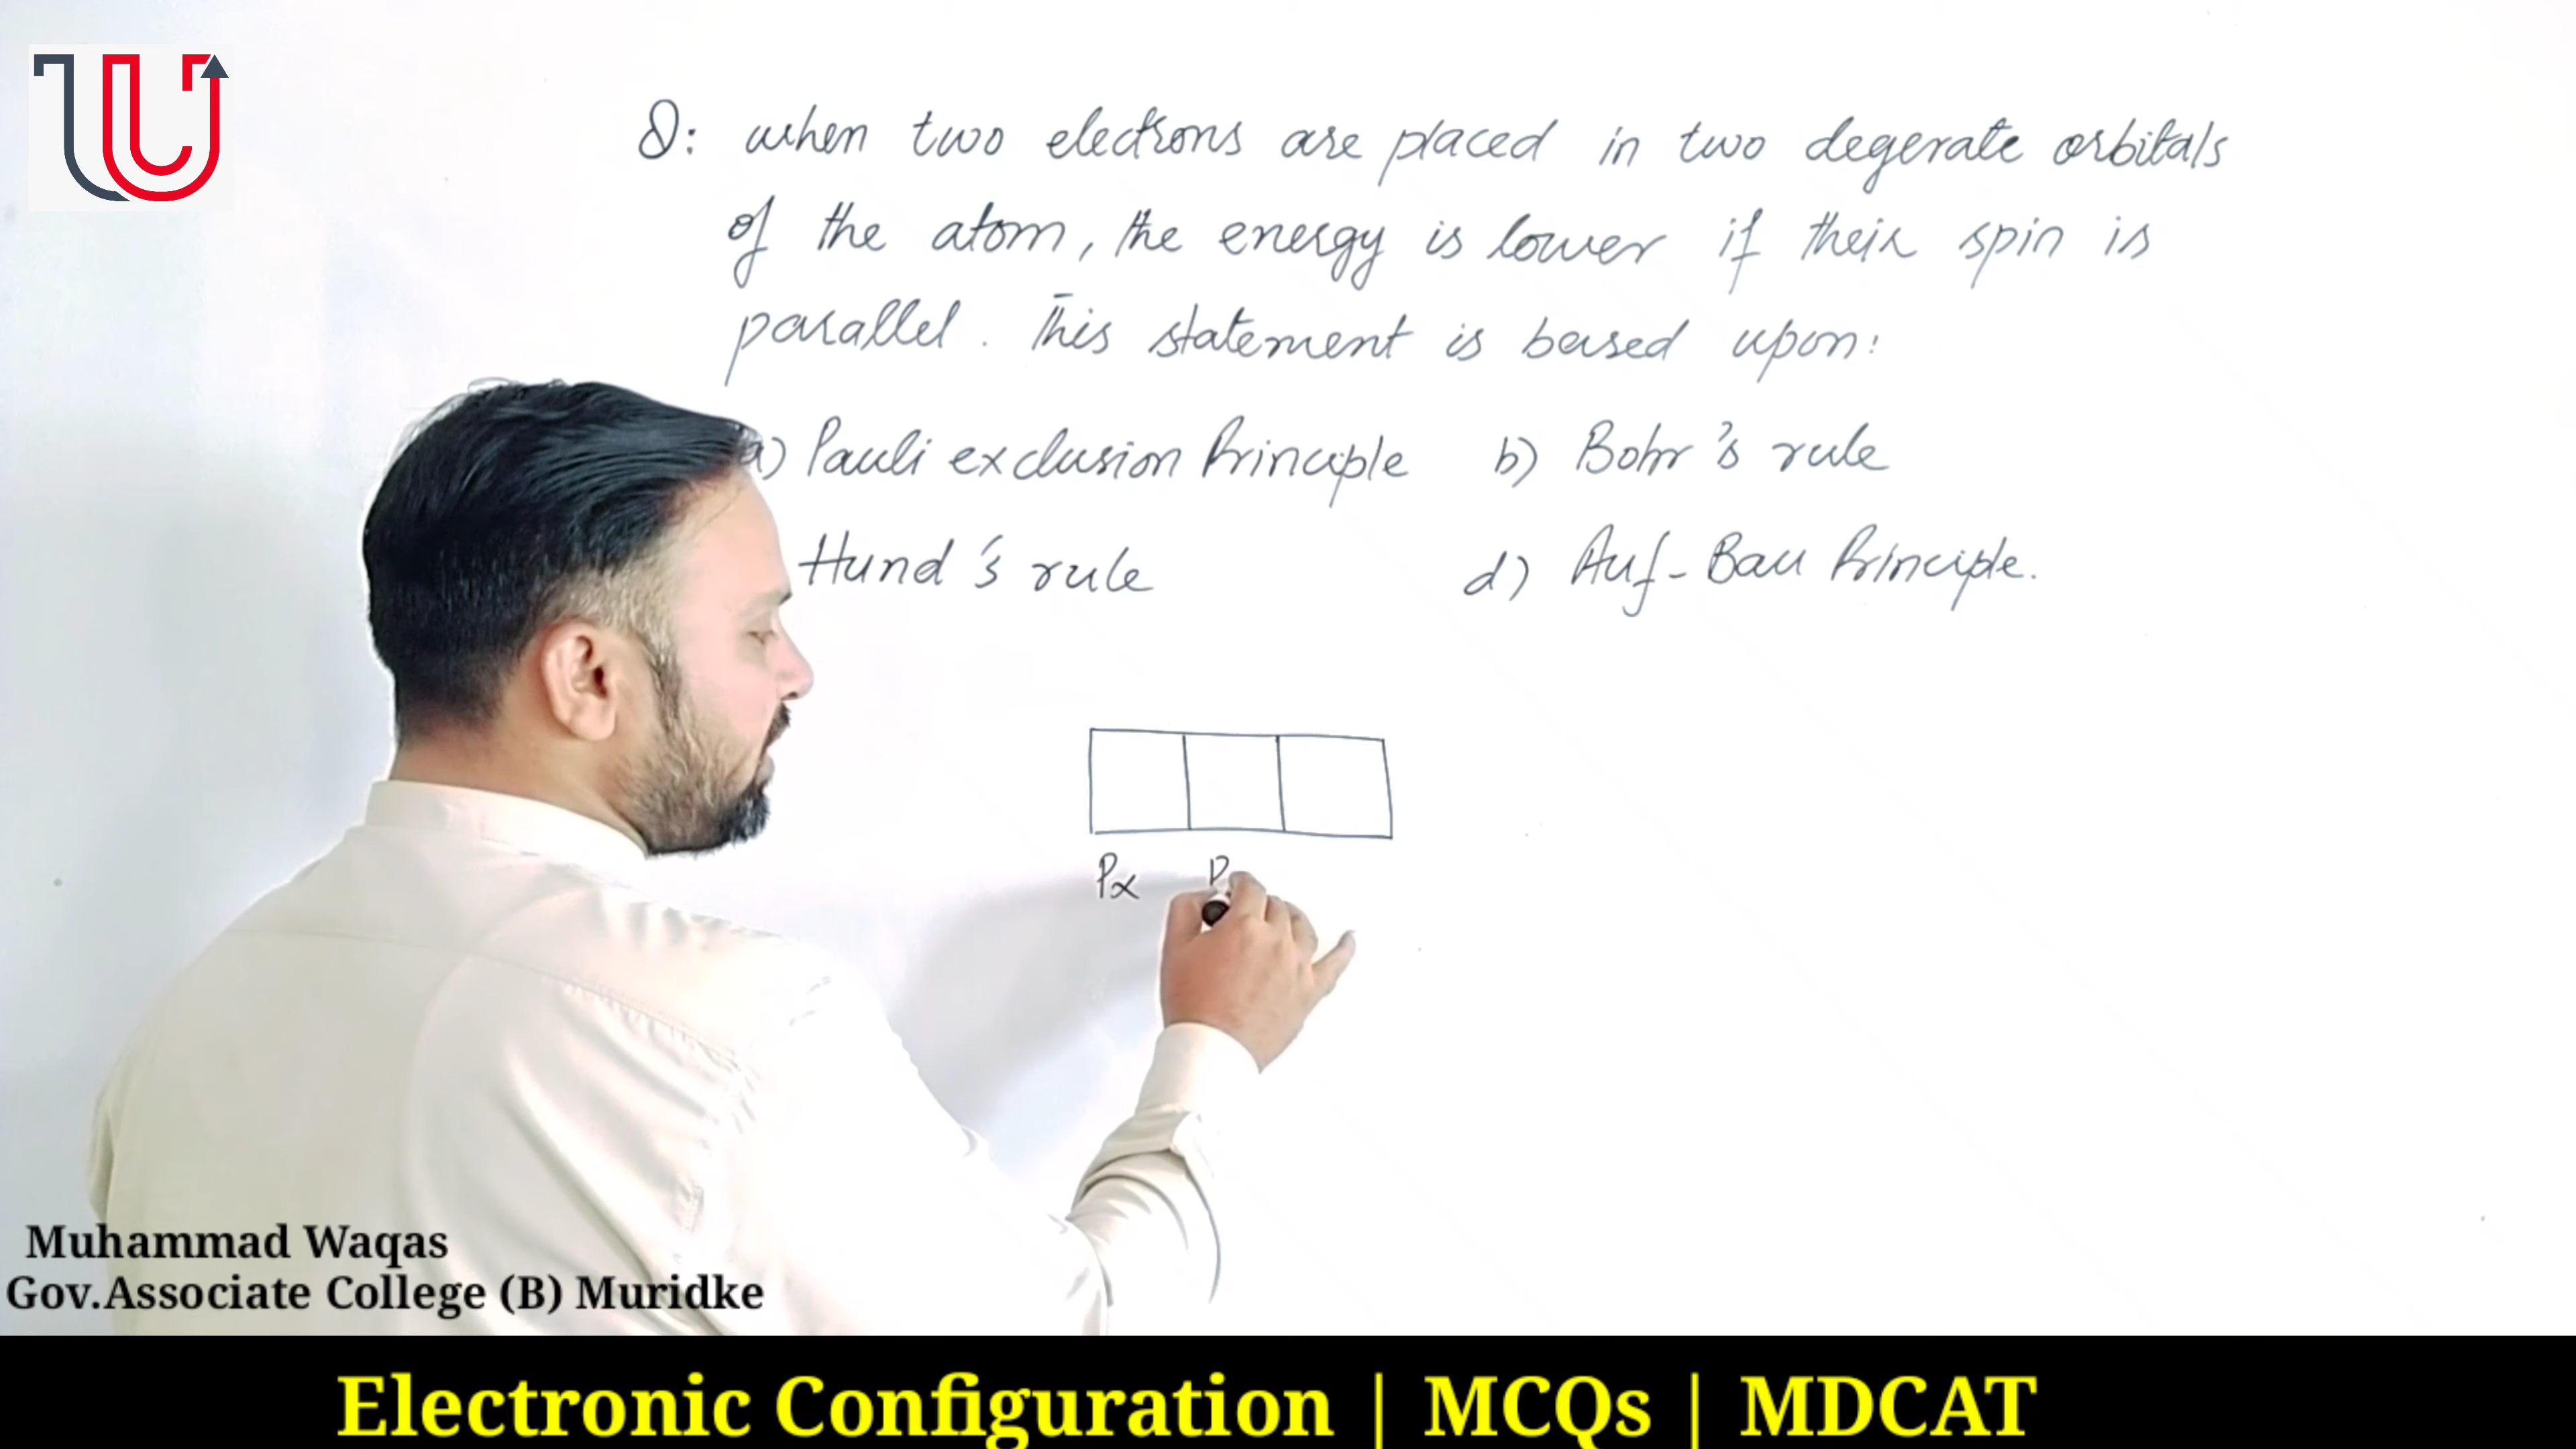 Q: when two electrons are placed in two degerate orbitals
of the atom, the energy is lower if their spin is
parallel. This statement is based upon:
a) Pauli exclusion Principle b) Bohr's rule
Hund's rule d) Auf-Bau Principle.
Px P
Muhammad Waqas
Gov.Associate College (B) Muridke
Electronic Configuration | MCQs | MDCAT